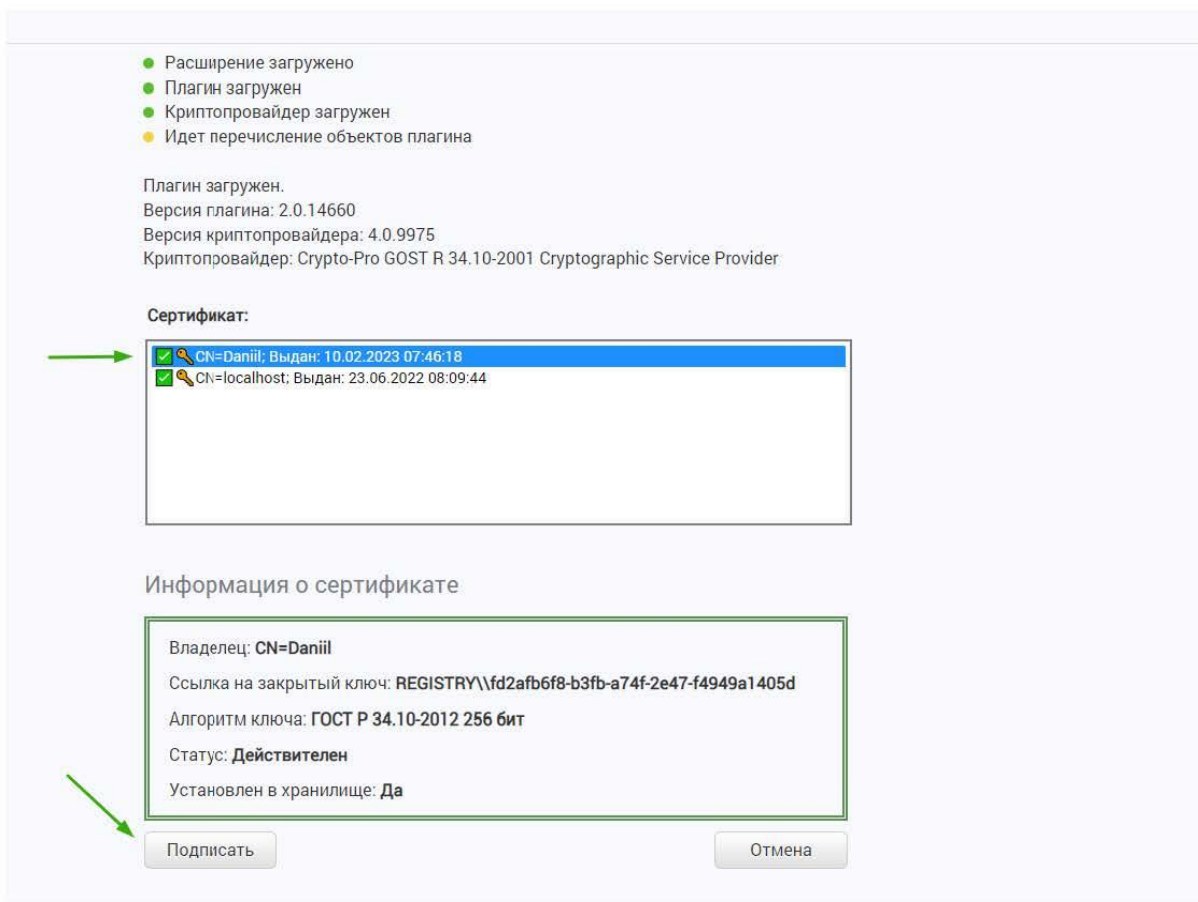 Расширение загружено
Плагин загружен
Криптопровайдер загружен
Идет перечисление объектов плагина
Плагин загружен.
Версия плагина: 2.0.14660
Версия криптопровайдера: 4.0.9975
Криптопровайдер: Crypto-Pro GOST R 34.10-2001 Cryptographic Service Provider
Сертификат:
CN=Daniil; Выдан: 10.02.2023 07:46:18
CN=localhost; Выдан: 23.06.2022 08:09:44
Информация о сертификате
Владелец: CN=Daniil
Ссылка на закрытый ключ: REGISTRY\\fd2afb6f8-b3fb-a74f-2e47-f4949a1405d
Алгоритм ключа: ГОСТ Р 34.10-2012 256 бит
Статус: Действителен
Установлен в хранилище: Да
Подписать Отмена